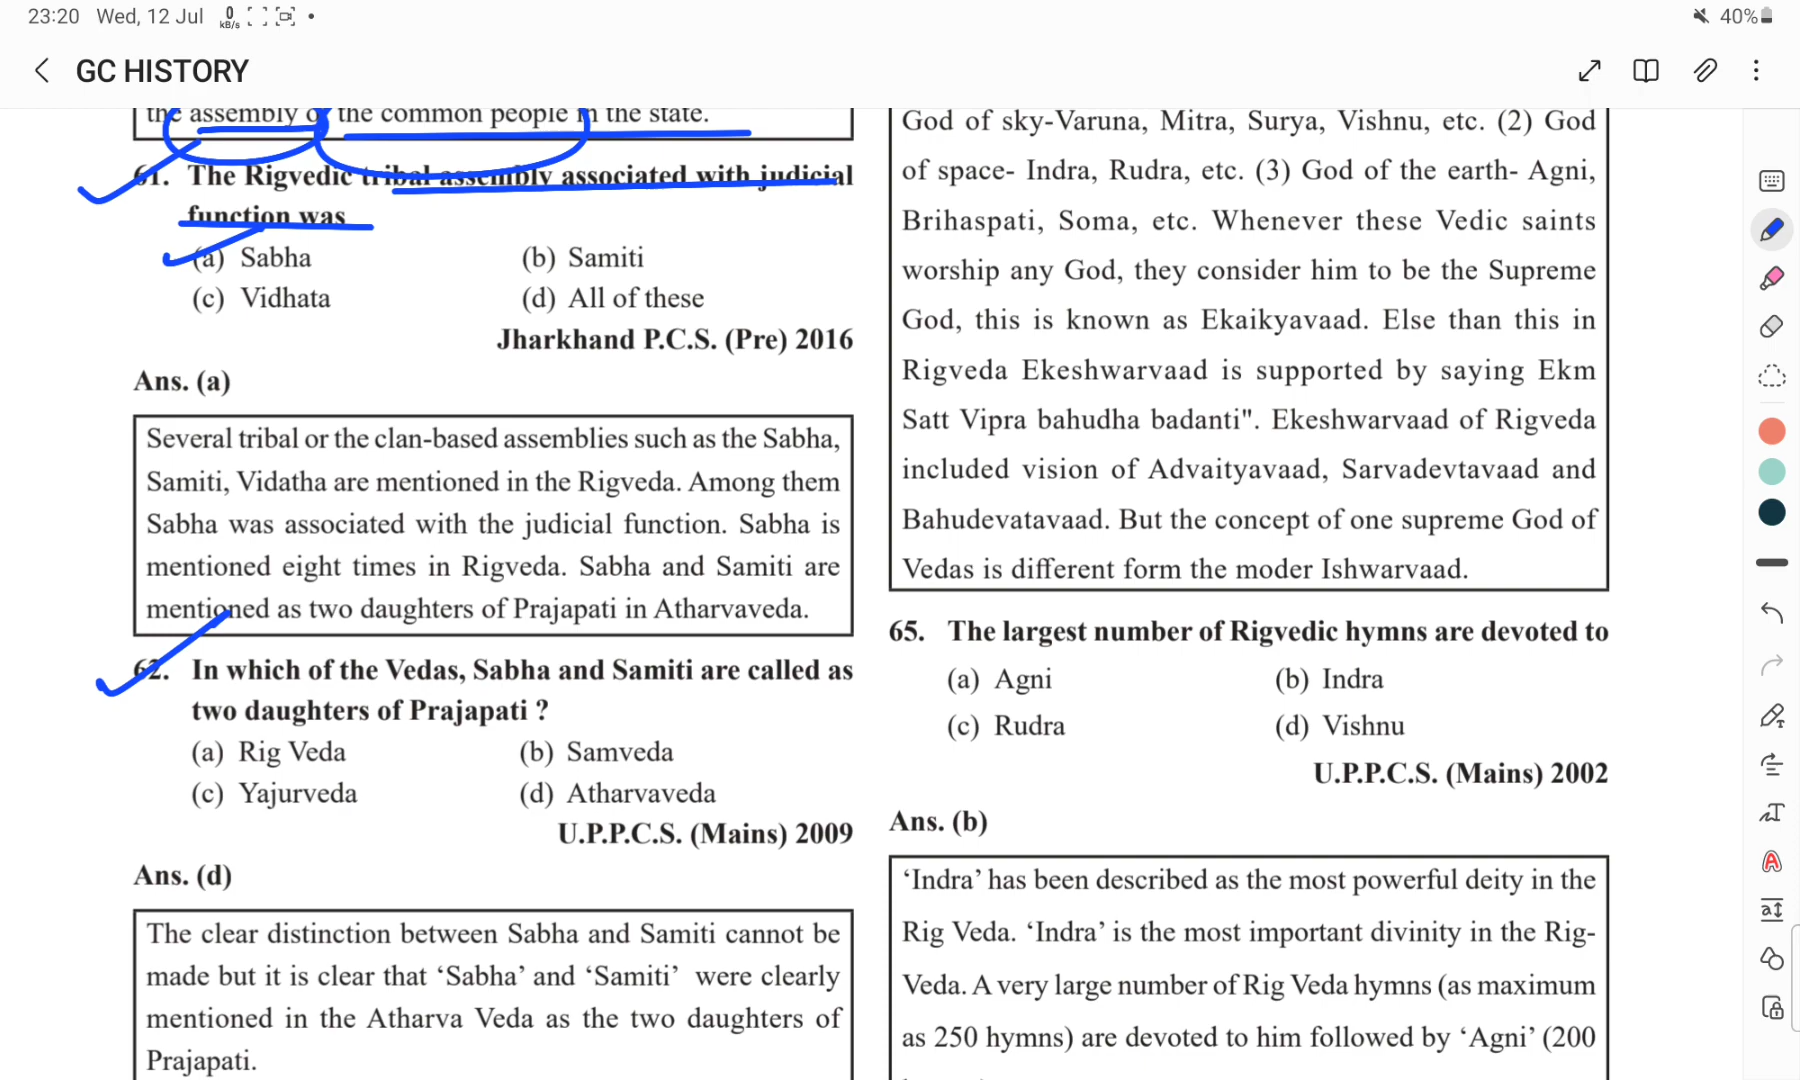 23:20 Wed, 12 Jul 0 kB/s 40%
GC HISTORY
the assembly of the common people in the state.
61. The Rigvedic tribal assembly associated with judicial
function was
(a) Sabha (b) Samiti
(c) Vidhata (d) All of these
Jharkhand P.C.S. (Pre) 2016
Ans. (a)
Several tribal or the clan-based assemblies such as the Sabha,
Samiti, Vidatha are mentioned in the Rigveda. Among them
Sabha was associated with the judicial function. Sabha is
mentioned eight times in Rigveda. Sabha and Samiti are
mentioned as two daughters of Prajapati in Atharvaveda.
62. In which of the Vedas, Sabha and Samiti are called as
two daughters of Prajapati ?
(a) Rig Veda (b) Samveda
(c) Yajurveda (d) Atharvaveda
U.P.P.C.S. (Mains) 2009
Ans. (d)
The clear distinction between Sabha and Samiti cannot be
made but it is clear that ‘Sabha’ and ‘Samiti’ were clearly
mentioned in the Atharva Veda as the two daughters of
Prajapati.
God of sky-Varuna, Mitra, Surya, Vishnu, etc. (2) God
of space- Indra, Rudra, etc. (3) God of the earth- Agni,
Brihaspati, Soma, etc. Whenever these Vedic saints
worship any God, they consider him to be the Supreme
God, this is known as Ekaikyavaad. Else than this in
Rigveda Ekeshwarvaad is supported by saying Ekm
Satt Vipra bahudha badanti". Ekeshwarvaad of Rigveda
included vision of Advaityavaad, Sarvadevtavaad and
Bahudevatavaad. But the concept of one supreme God of
Vedas is different form the moder Ishwarvaad.
65. The largest number of Rigvedic hymns are devoted to
(a) Agni (b) Indra
(c) Rudra (d) Vishnu
U.P.P.C.S. (Mains) 2002
Ans. (b)
‘Indra’ has been described as the most powerful deity in the
Rig Veda. ‘Indra’ is the most important divinity in the Rig-
Veda. A very large number of Rig Veda hymns (as maximum
as 250 hymns) are devoted to him followed by ‘Agni’ (200